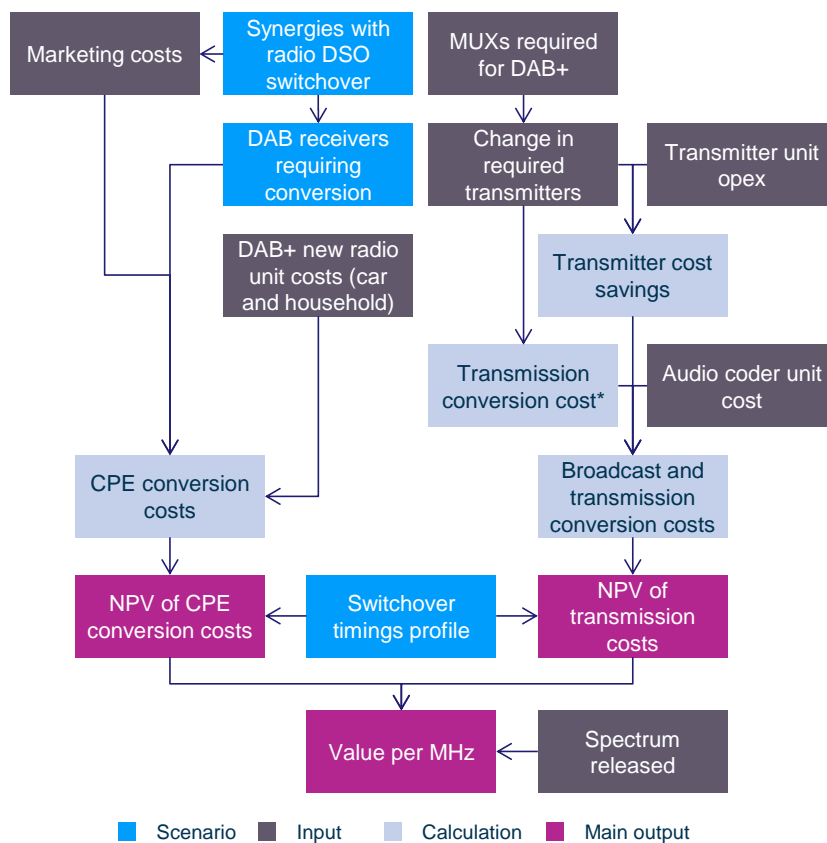 Marketing costs
Synergies with
radio DSO
switchover
MUXs required
for DAB+
DAB receivers
requiring
conversion
Change in
required
transmitters
Transmitter unit
opex
DAB+ new radio
unit costs (car
and household)
Transmitter cost
savings
Transmission
conversion cost*
Audio coder unit
cost
CPE conversion
costs
Broadcast and
transmission
conversion costs
NPV of CPE
conversion costs
Switchover
timings profile
NPV of
transmission
costs
Value per MHz
Spectrum
released
Scenario
Input
Calculation
Main output